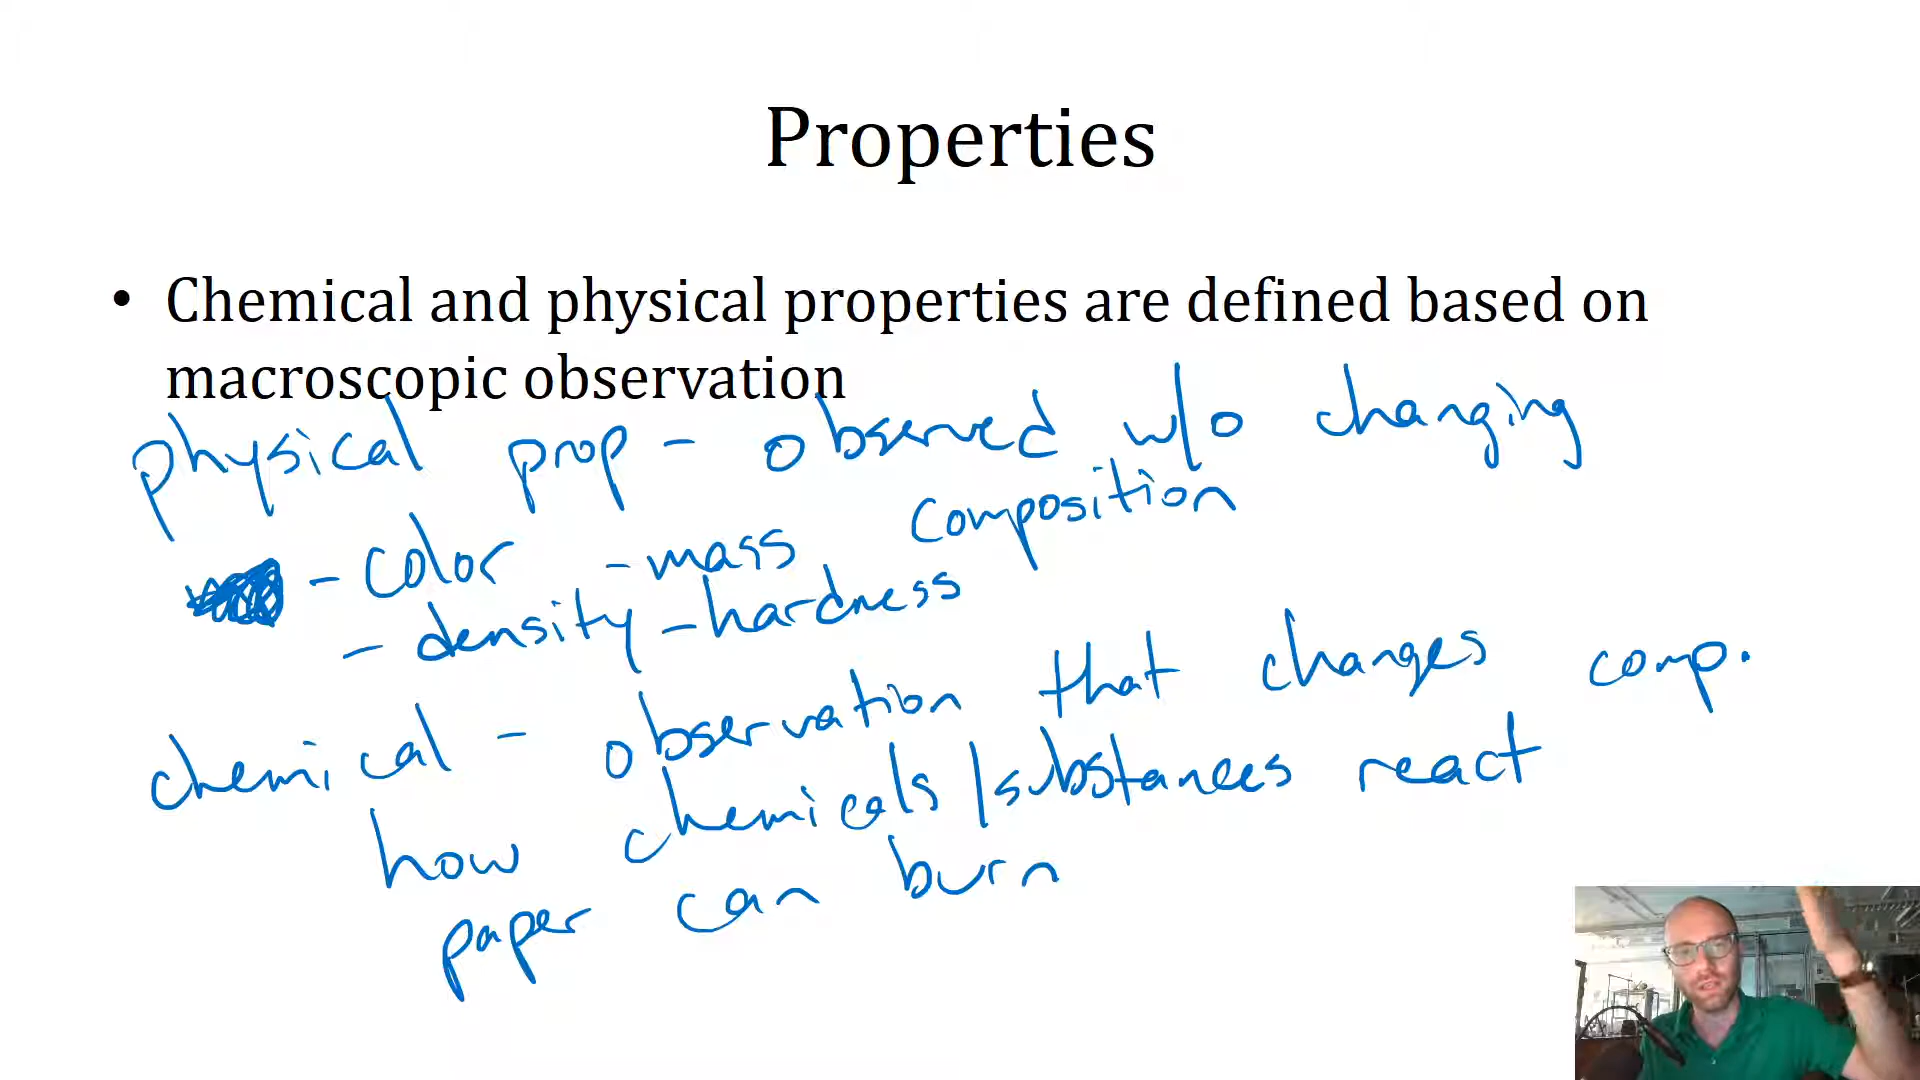 Properties
• Chemical and physical properties are defined based on
macroscopic observation
physical prop - observed w/o changing
composition
- color - mass
- density - hardness
chemical - observation that changes comp.
how chemicals/substances react
paper can burn